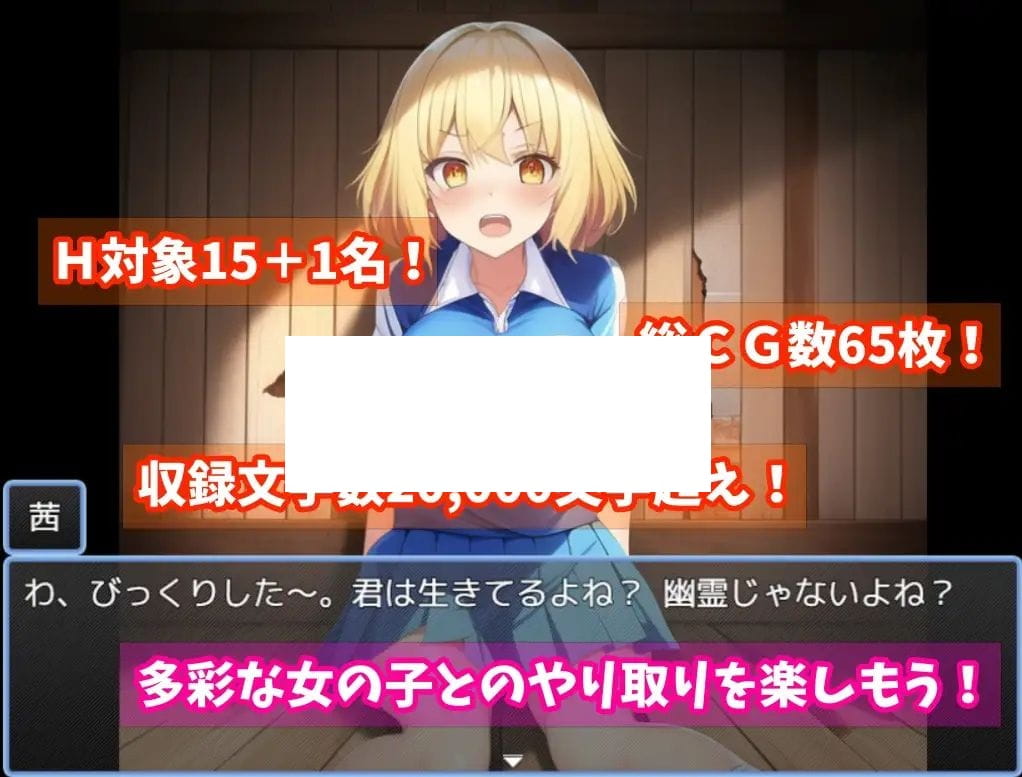 Ｈ対象15＋1名！
総ＣＧ数65枚！
収録文え！
茜
わ、びっくりした～。君は生きてるよね？ 幽霊じゃないよね？
多彩な女の子とのやり取りを楽しもう！